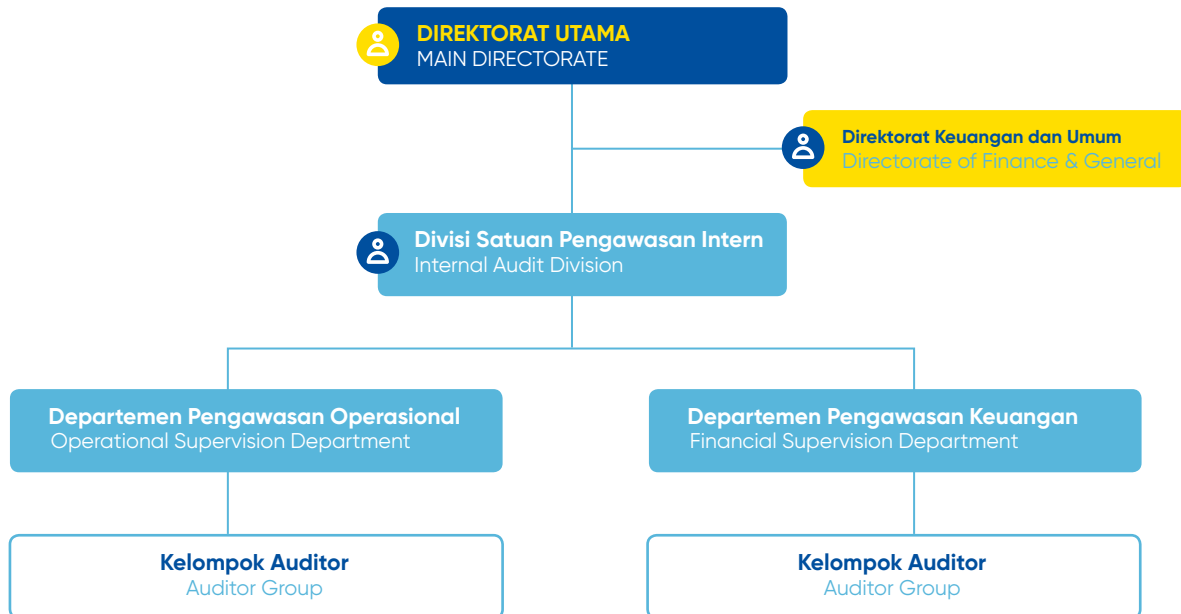 DIREKTORAT UTAMA
MAIN DIRECTORATE
Direktorat Keuangan dan Umum
Directorate of Finance & General
Divisi Satuan Pengawasan Intern
Internal Audit Division
Departemen Pengawasan Operasional
Operational Supervision Department
Departemen Pengawasan Keuangan
Financial Supervision Department
Kelompok Auditor
Auditor Group
Kelompok Auditor
Auditor Group